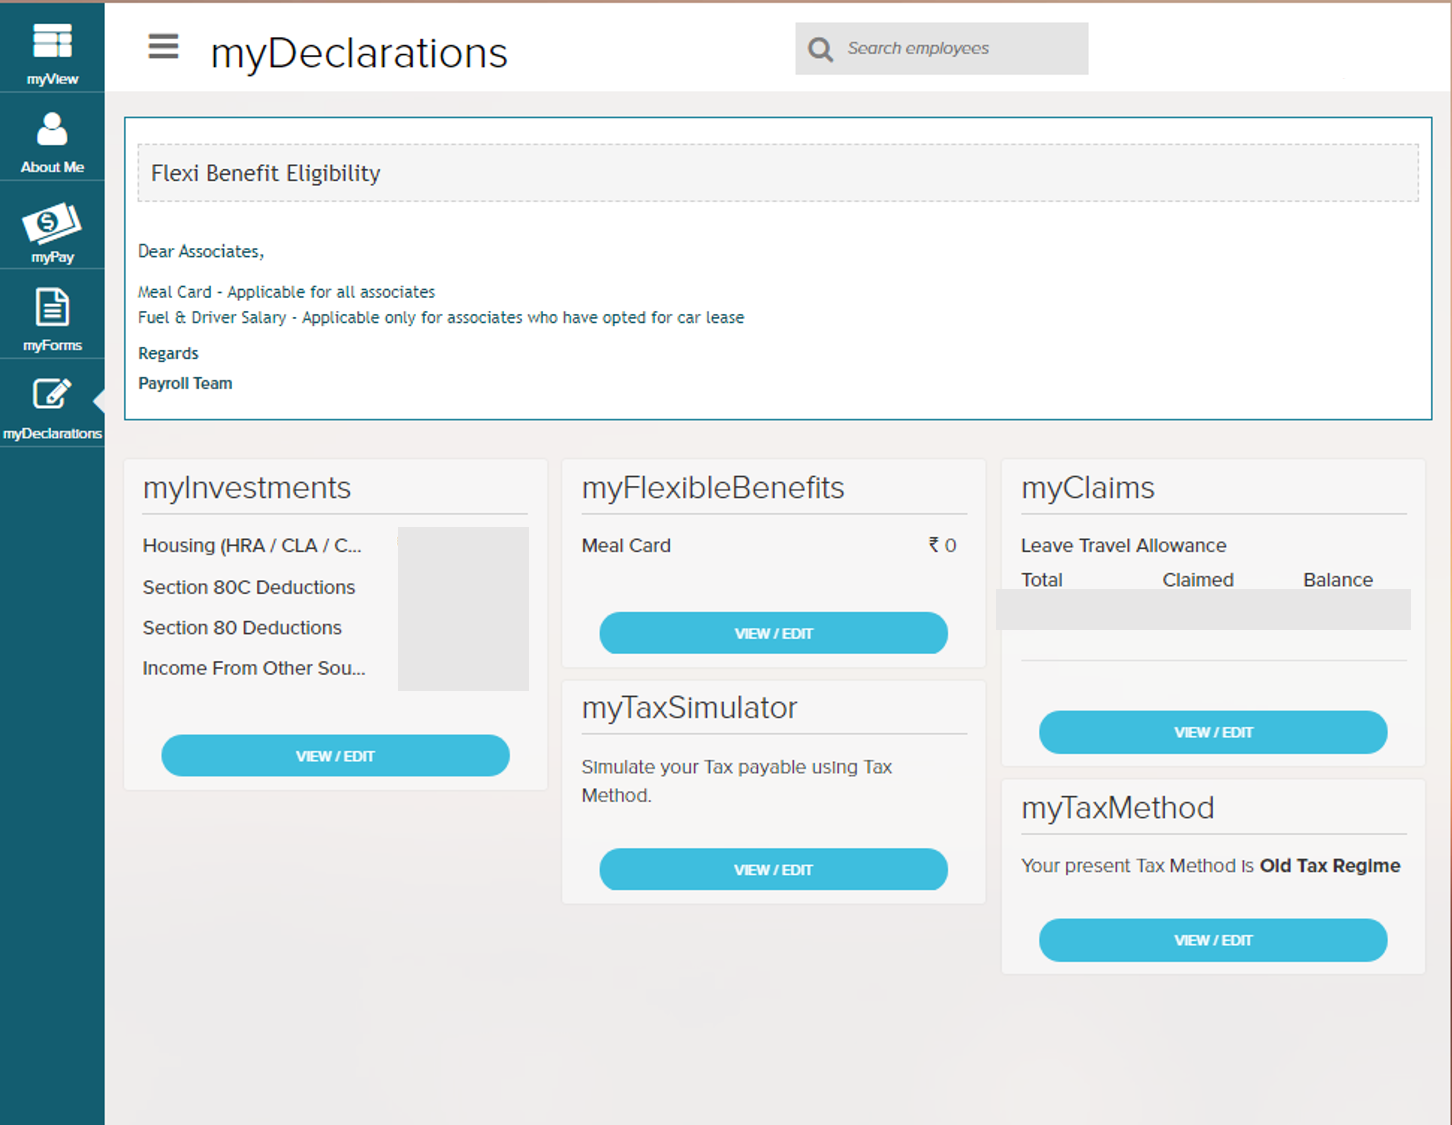 myView
About Me
myPay
myForms
myDeclarations
myDeclarations
Search employees
Flexi Benefit Eligibility
Dear Associates,
Meal Card - Applicable for all associates
Fuel & Driver Salary - Applicable only for associates who have opted for car lease
Regards
Payroll Team
myInvestments
Housing (HRA / CLA / C...
Section 80C Deductions
Section 80 Deductions
Income From Other Sou...
VIEW / EDIT
myFlexibleBenefits
Meal Card ₹ 0
VIEW / EDIT
myTaxSimulator
Simulate your Tax payable using Tax
Method.
VIEW / EDIT
myClaims
Leave Travel Allowance
Total Claimed Balance
VIEW / EDIT
myTaxMethod
Your present Tax Method is Old Tax Regime
VIEW / EDIT